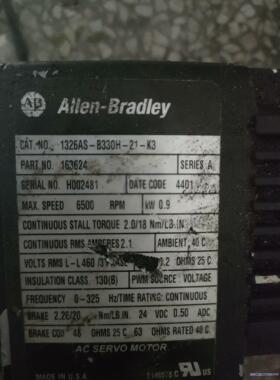 AB Allen-Bradley
CAT. NO. 1326AS-B330H-21-K3
PART NO. 163624 SERIES A
SERIAL NO. H002481 DATE CODE 4401
MAX. SPEED 6500 RPM kW 0.9
CONTINUOUS STALL TORQUE 2.0/18 Nm/LB.IN.
CONTINUOUS RMS AMPERES 2.1 AMBIENT 40 C
VOLTS RMS L-L 460 OHMS 25 C
INSULATION CLASS 130(B) PWM SOURCE: VOLTAGE
FREQUENCY 0-325 Hz/TIME RATING: CONTINUOUS
BRAKE 2.26/20 Nm/LB.IN. 24 VDC 0.50 ADC
BRAKE COIL 48 OHMS 25 C 63 OHMS RATED 40 C
AC SERVO MOTOR
MADE IN U.S.A.
US